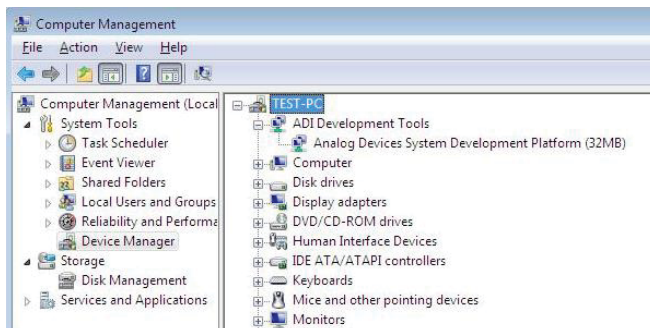 Computer Management
File Action View Help
Computer Management (Local
System Tools
Task Scheduler
Event Viewer
Shared Folders
Local Users and Groups
Reliability and Performa
Device Manager
Storage
Disk Management
Services and Applications
TEST-PC
ADI Development Tools
Analog Devices System Development Platform (32MB)
Computer
Disk drives
Display adapters
DVD/CD-ROM drives
Human Interface Devices
IDE ATA/ATAPI controllers
Keyboards
Mice and other pointing devices
Monitors